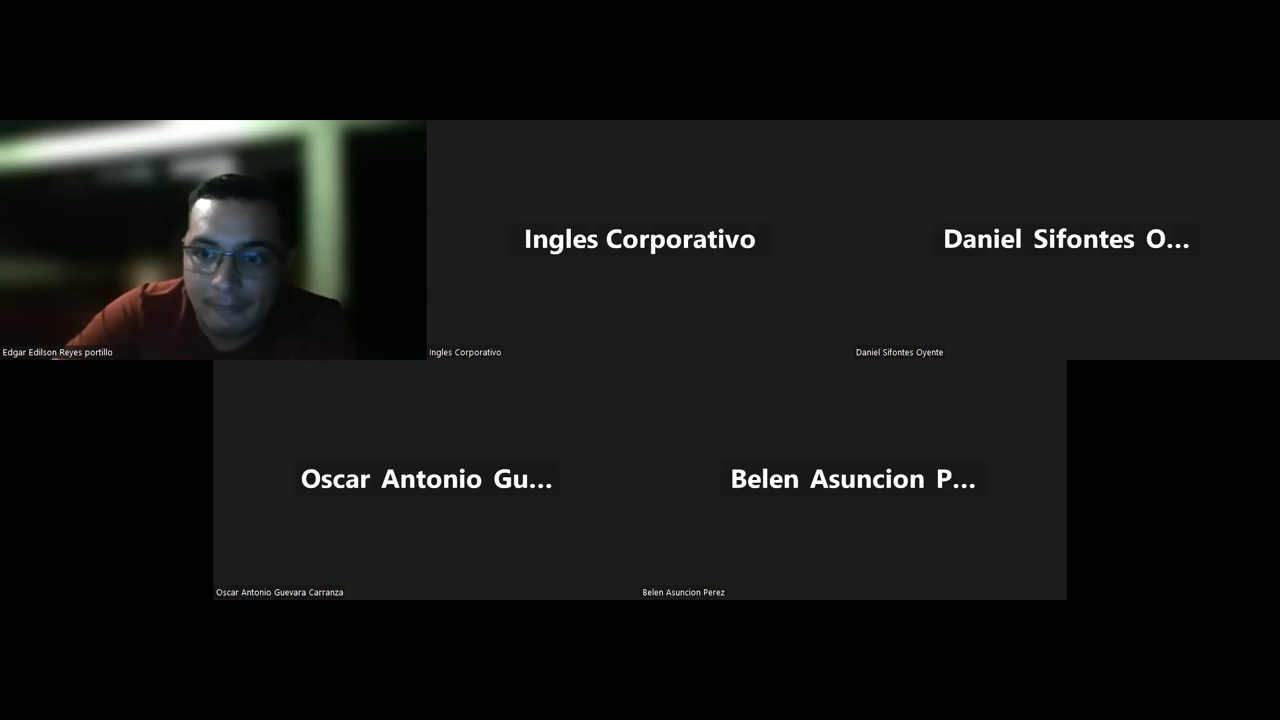 Edgar Edilson Reyes portillo
Ingles Corporativo
Ingles Corporativo
Daniel Sifontes O...
Daniel Sifontes Oyente
Oscar Antonio Gu...
Oscar Antonio Guevara Carranza
Belen Asuncion P...
Belen Asuncion Perez